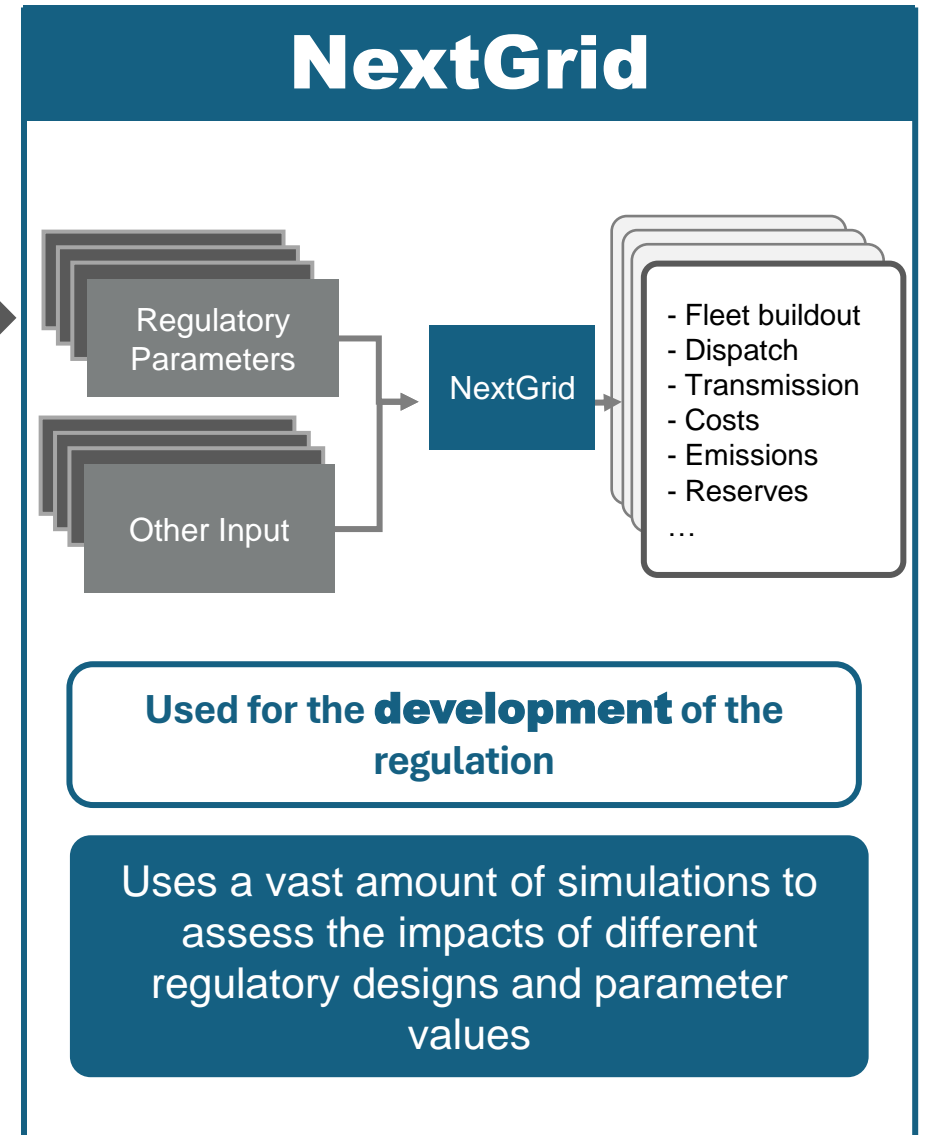 NextGrid
Regulatory
Parameters
Other Input
NextGrid
- Fleet buildout
- Dispatch
- Transmission
- Costs
- Emissions
- Reserves
…
Used for the development of the
regulation
Uses a vast amount of simulations to
assess the impacts of different
regulatory designs and parameter
values